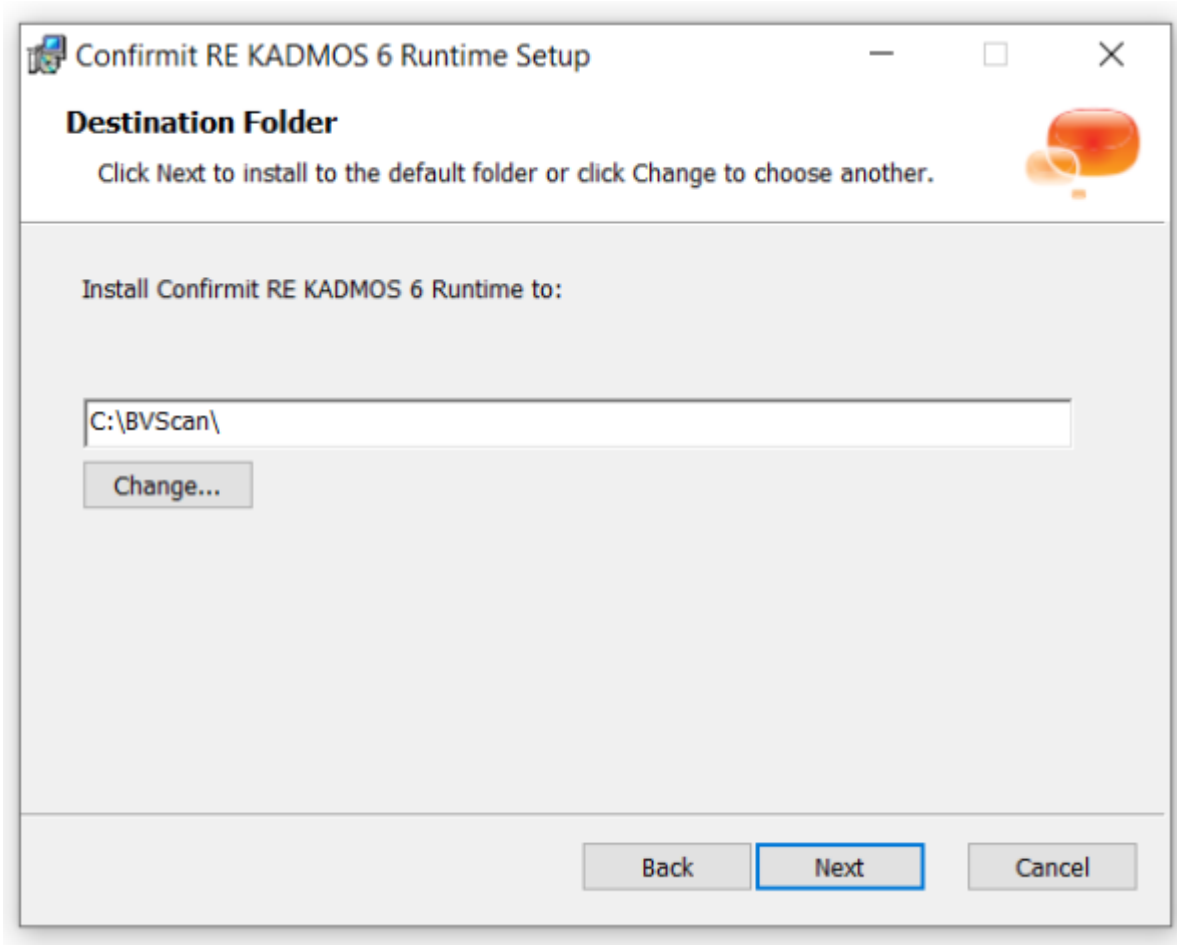 Confirmit RE KADMOS 6 Runtime Setup
Destination Folder
Click Next to install to the default folder or click Change to choose another.
Install Confirmit RE KADMOS 6 Runtime to:
C:\BVScan\
Change...
Back Next Cancel